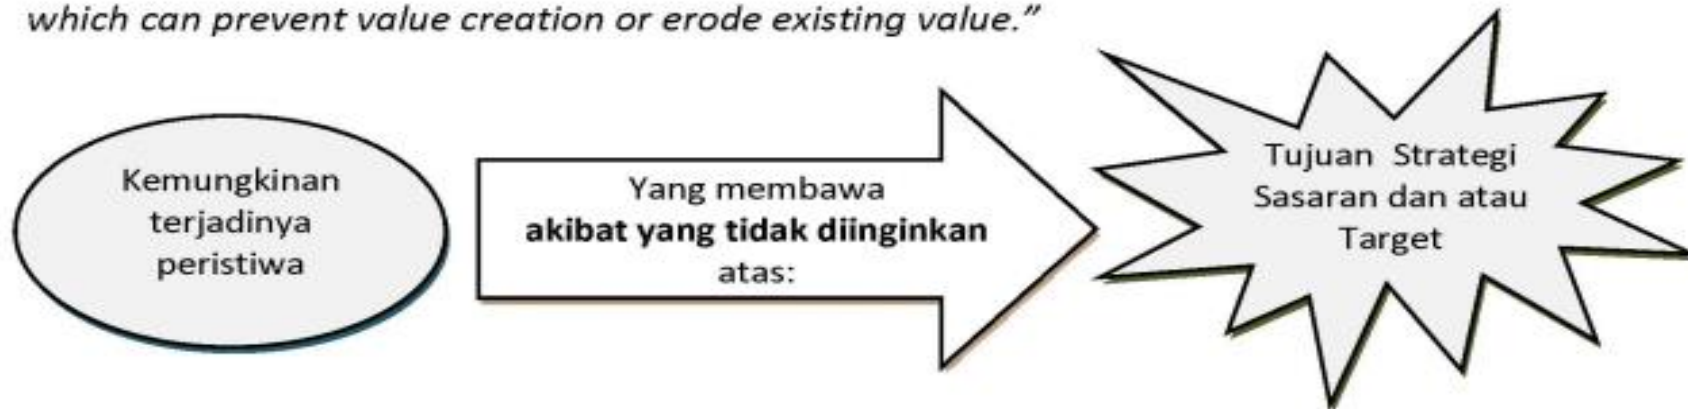 which can prevent value creation or erode existing value.”
Kemungkinan
terjadinya
peristiwa
Yang membawa
akibat yang tidak diinginkan
atas:
Tujuan Strategi
Sasaran dan atau
Target